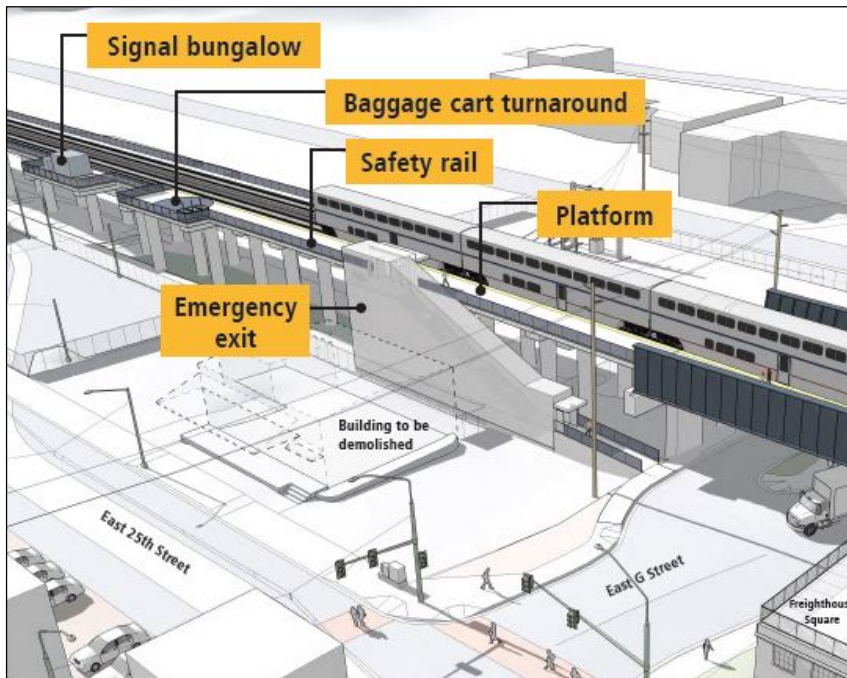 Signal bungalow
Baggage cart turnaround
Safety rail
Platform
Emergency
exit
Building to be
demolished
East 25th Street
East G Street
Freighthouse
Square